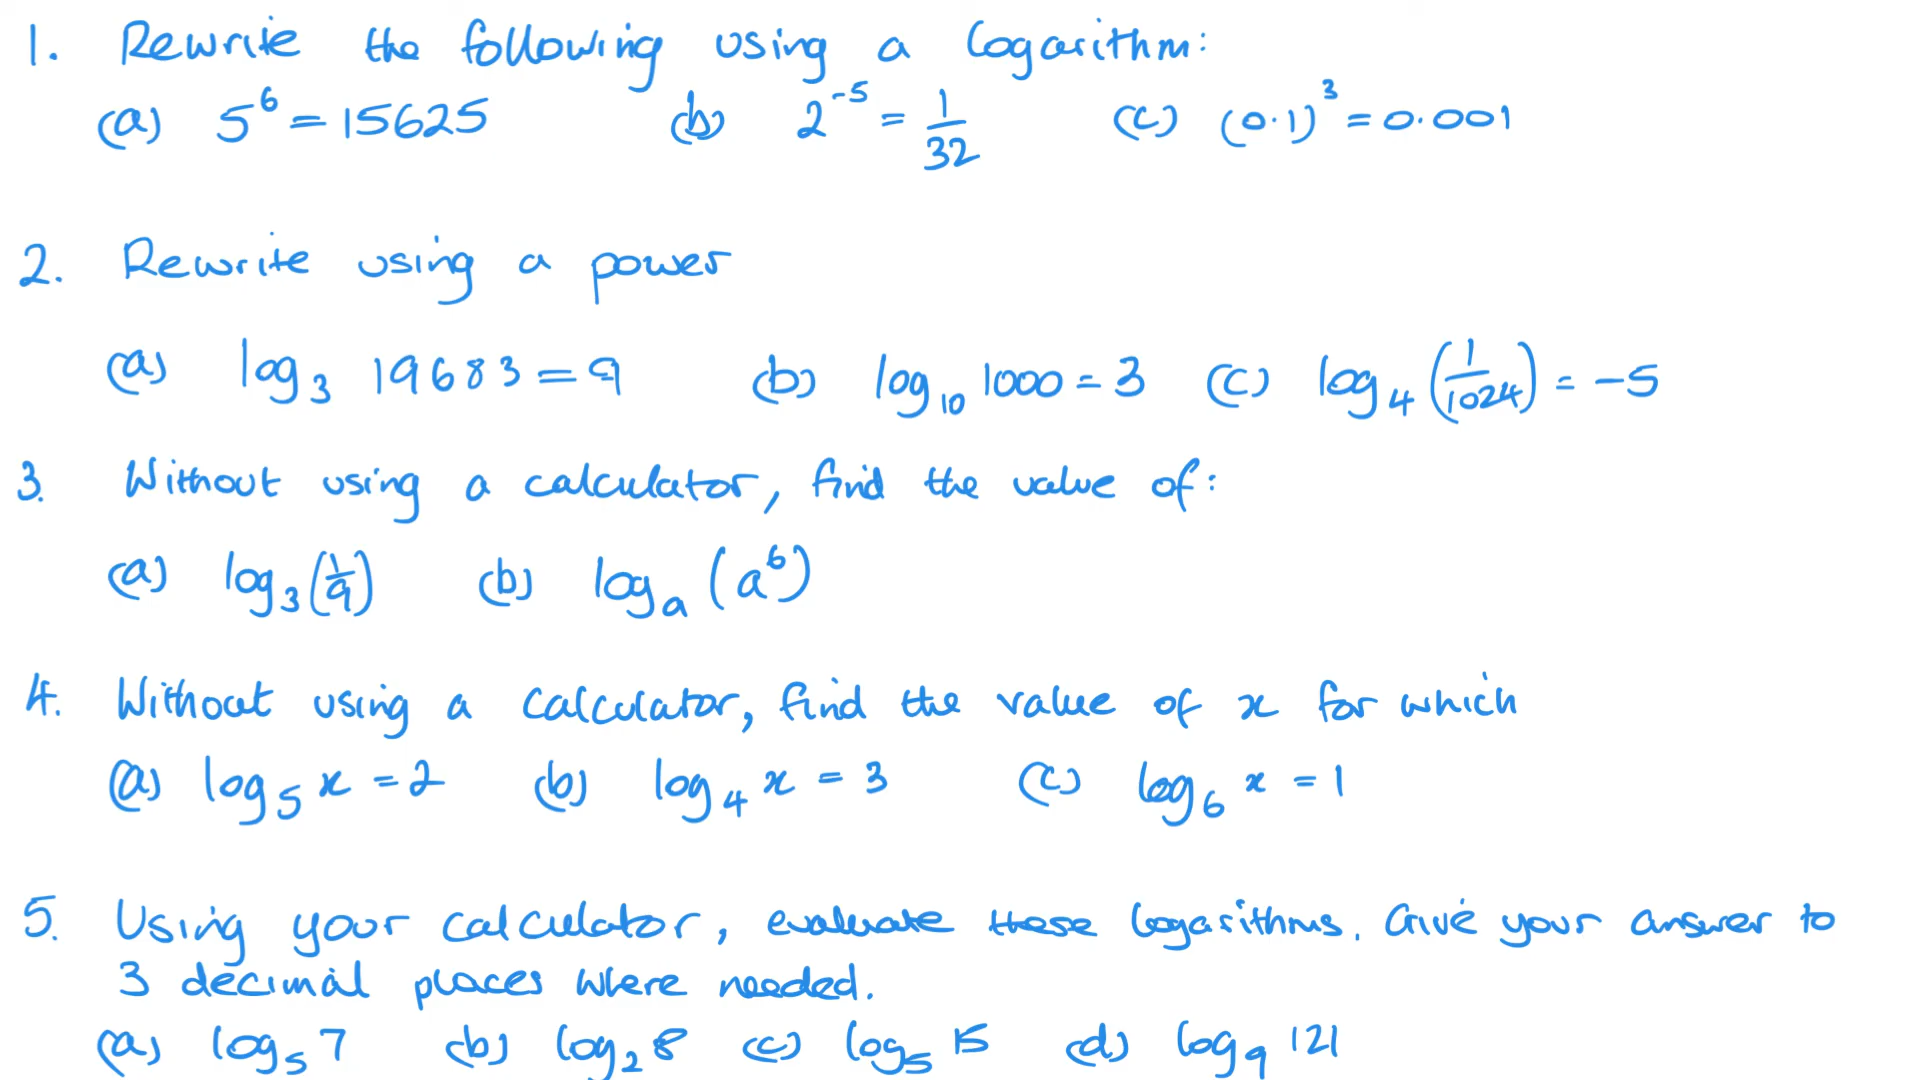 1. Rewrite the following using a logarithm:
(a) 5⁶ = 15625 (b) 2⁻⁵ = 1/32 (c) (0.1)³ = 0.001
2. Rewrite using a power
(a) log₃ 19683 = 9 (b) log₁₀ 1000 = 3 (c) log₄ (1/1024) = -5
3. Without using a calculator, find the value of:
(a) log₃ (1/9) (b) logₐ (a⁶)
4. Without using a calculator, find the value of x for which
(a) log₅ x = 2 (b) log₄ x = 3 (c) log₆ x = 1
5. Using your calculator, evaluate these logarithms. Give your answer to
3 decimal places where needed.
(a) log₅ 7 (b) log₂ 8 (c) log₅ 15 (d) log₉ 121